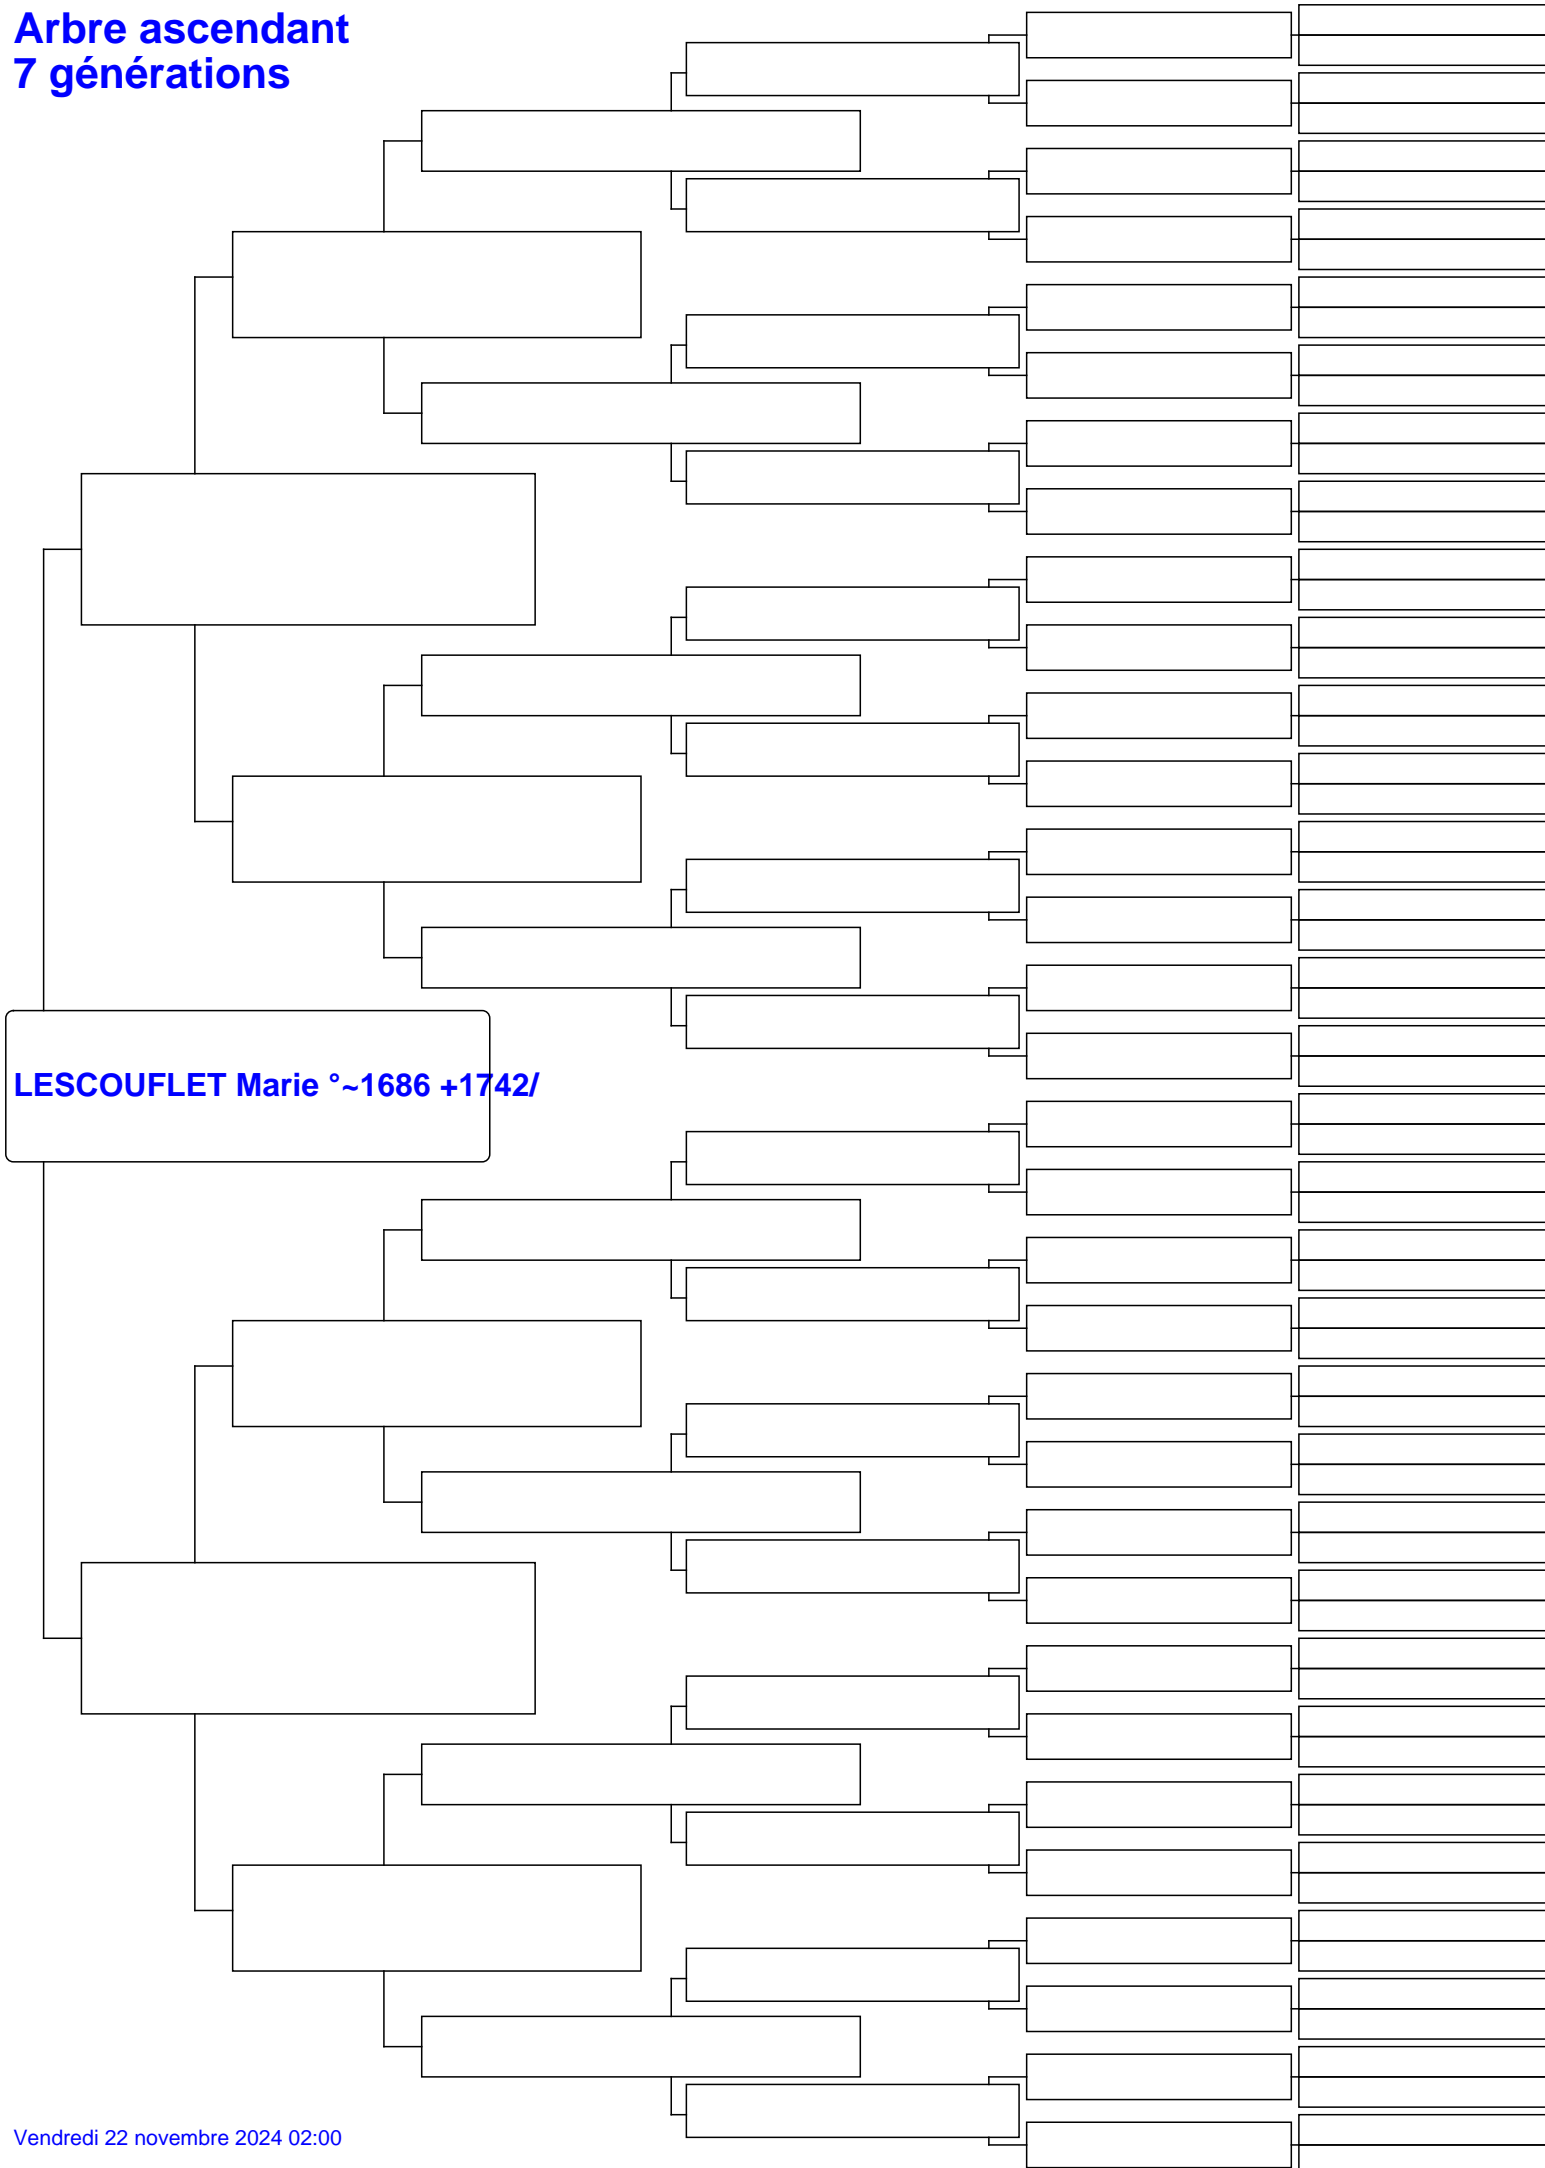 Arbre ascendant
7 générations
LESCOUFLET Marie °~1686 +1742/
Vendredi 22 novembre 2024 02:00